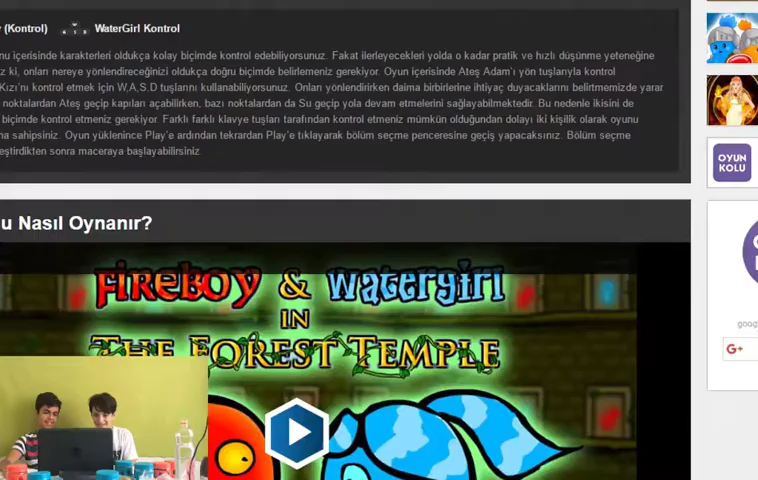 (Kontrol) W A S D WaterGirl Kontrol
nu içerisinde karakterleri oldukça kolay biçimde kontrol edebiliyorsunuz. Fakat ilerleyecekleri yolda o kadar pratik ve hızlı düşünme yeteneğine
z ki, onları nereye yönlendireceğinizi oldukça doğru biçimde belirlemeniz gerekiyor. Oyun içerisinde Ateş Adam'ı yön tuşlarıyla kontrol
Kızı'nı kontrol etmek için W,A,S,D tuşlarını kullanabiliyorsunuz. Onları yönlendirirken daima birbirlerine ihtiyaç duyacaklarını belirtmemizde yarar
noktalardan Ateş geçip kapıları açabilirken, bazı noktalardan da Su geçip yola devam etmelerini sağlayabilmektedir. Bu nedenle ikisini de
biçimde kontrol etmeniz gerekiyor. Farklı farklı klavye tuşları tarafından kontrol etmeniz mümkün olduğundan dolayı iki kişilik olarak oyunu
na sahipsiniz. Oyun yüklenince Play'e ardından tekrardan Play'e tıklayarak bölüm seçme penceresine geçiş yapacaksınız. Bölüm seçme
eştirdikten sonra maceraya başlayabilirsiniz.
OYUN
KOLU
u Nasıl Oynanır?
FIREBOY & WATERGIRL
IN
THE FOREST TEMPLE
goog
G+